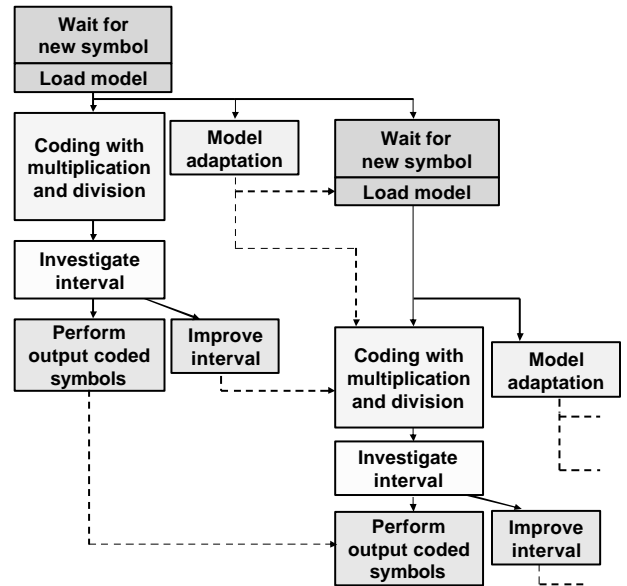 Wait for
new symbol
Load model
Coding with
multiplication
and division
Model
adaptation
Wait for
new symbol
Load model
Investigate
interval
Perform
output coded
symbols
Improve
interval
Coding with
multiplication
and division
Model
adaptation
Investigate
interval
Perform
output coded
symbols
Improve
interval